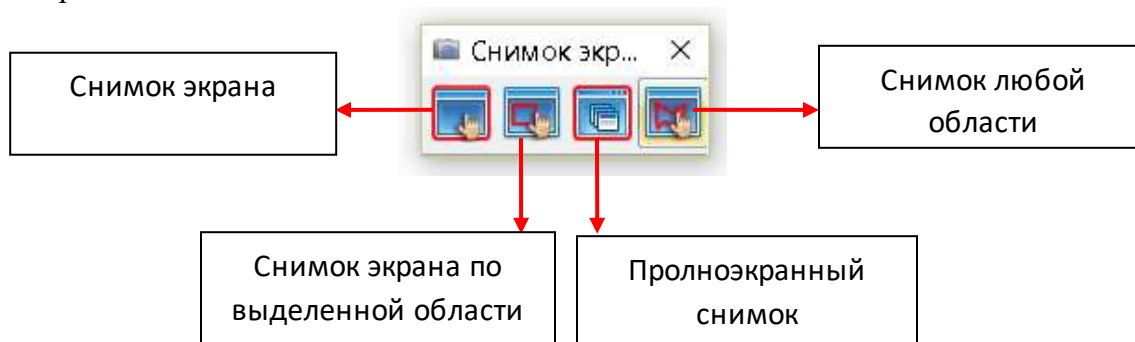 Снимок экр...
Снимок экрана
Снимок любой
области
Снимок экрана по
выделенной области
Пролноэкранный
снимок